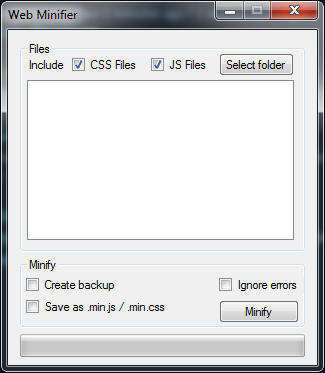 Web Minifier
Files
Include CSS Files JS Files Select folder
Minify
Create backup Ignore errors
Save as .min.js / .min.css Minify